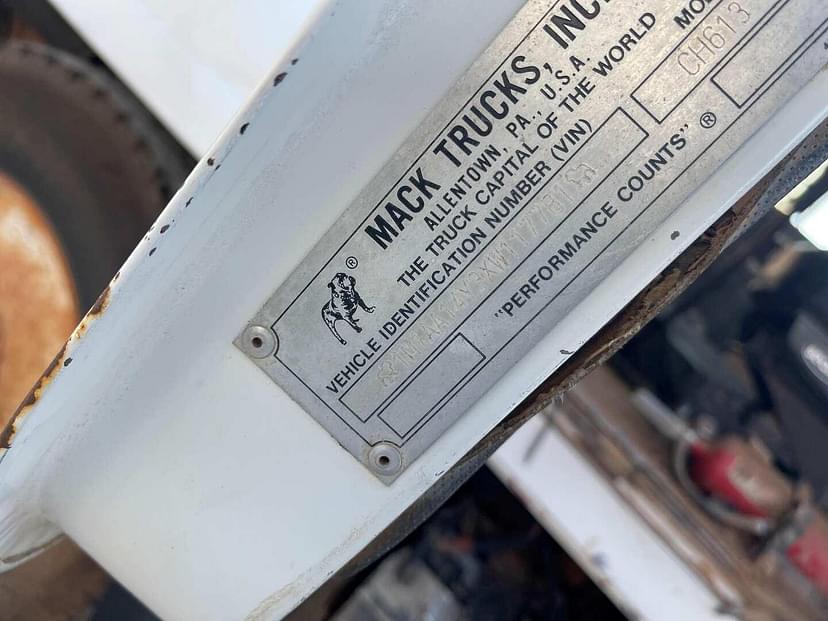 MACK TRUCKS, INC.
ALLENTOWN, PA., U.S.A.
THE TRUCK CAPITAL OF THE WORLD
VEHICLE IDENTIFICATION NUMBER (VIN)
CH613
"PERFORMANCE COUNTS" ®
®